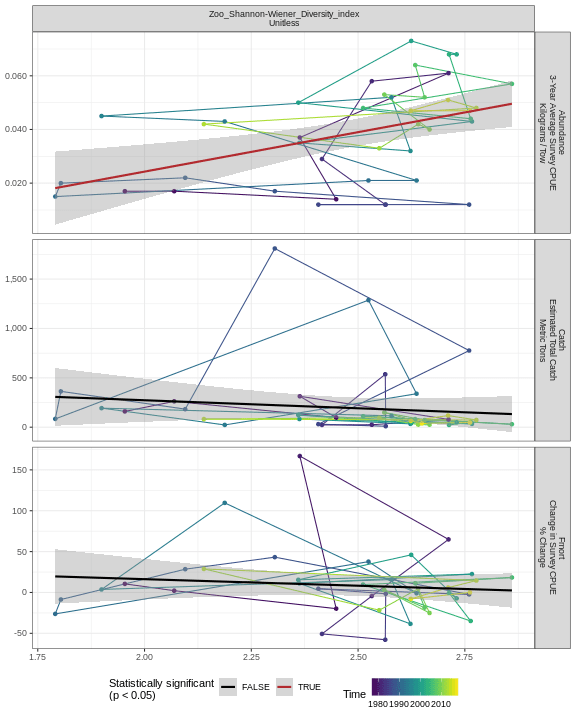 Zoo_Shannon-Wiener_Diversity_index
Unitless
0.060
0.040
0.020
Abundance
3-Year Average Survey CPUE
Kilograms / Tow
1,500
1,000
500
0
Catch
Estimated Total Catch
Metric Tons
150
100
50
0
-50
Fmort
Change in Survey CPUE
% Change
1.75
2.00
2.25
2.50
2.75
Statistically significant
(p < 0.05)
FALSE
TRUE
Time
1980 1990 2000 2010